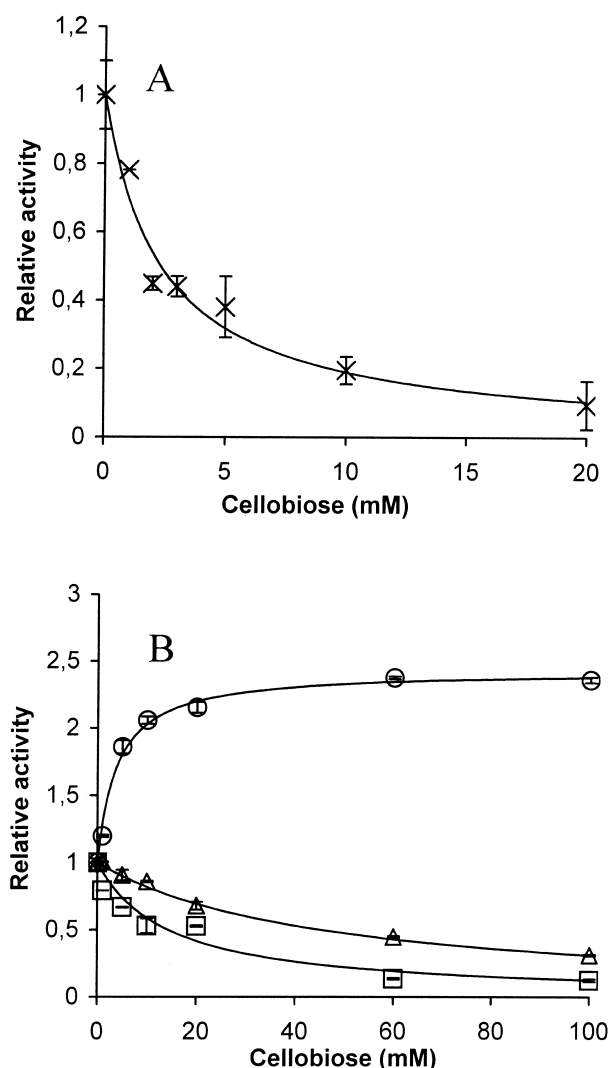 1,2
A
1
0,8
0,6
0,4
0,2
0
Relative activity
0 5 10 15 20
Cellobiose (mM)
3
B
2,5
2
1,5
1
0,5
0
Relative activity
0 20 40 60 80 100
Cellobiose (mM)